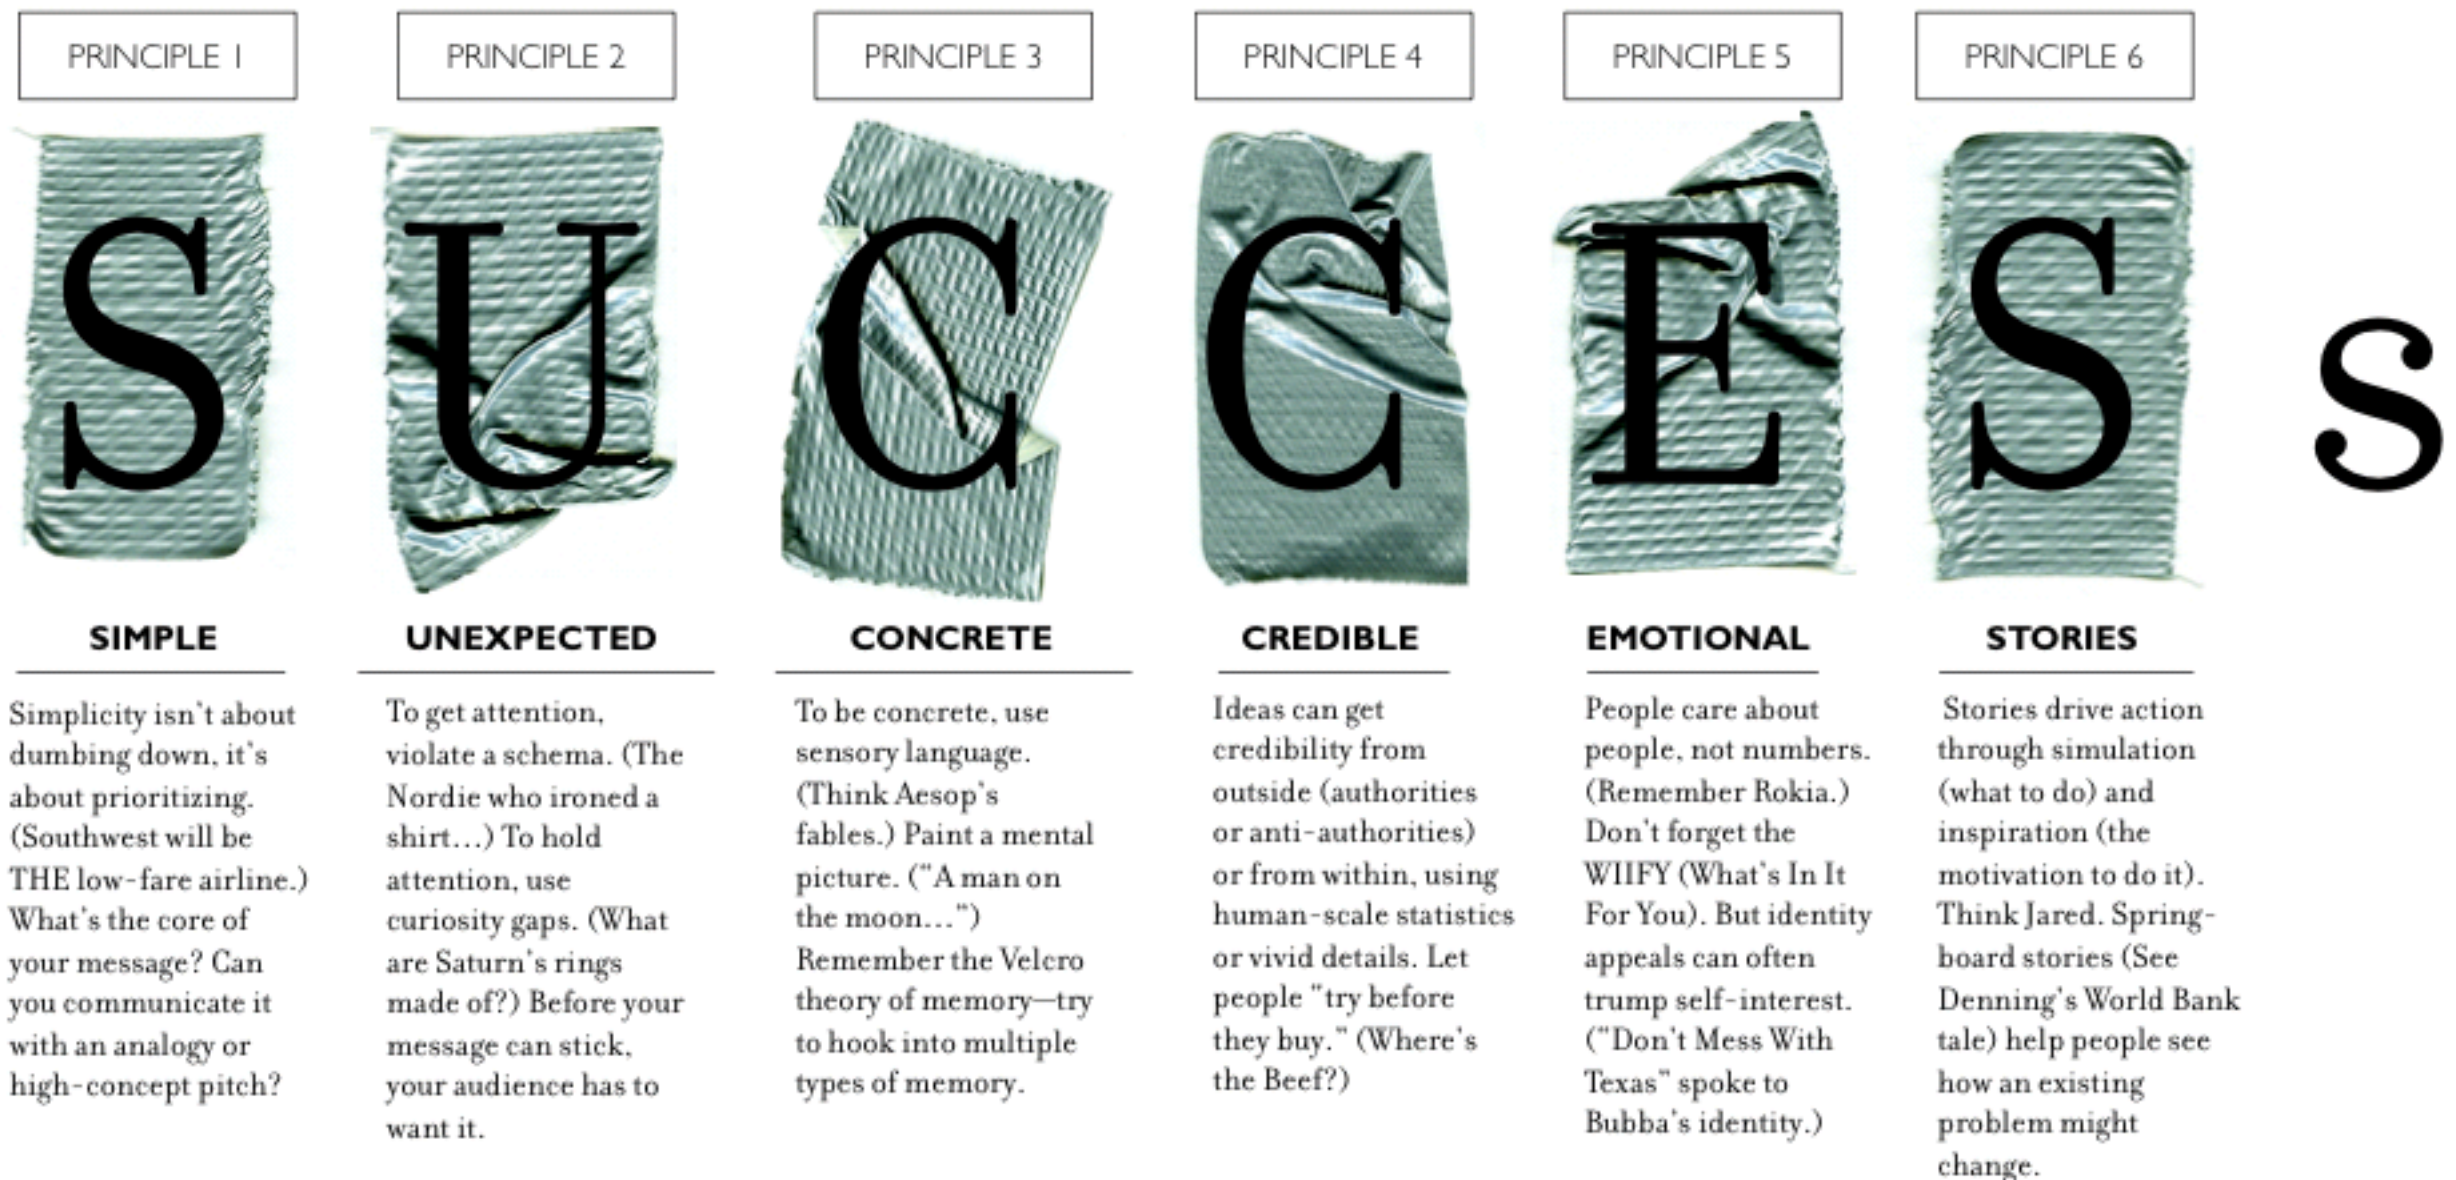 PRINCIPLE 1
PRINCIPLE 2
PRINCIPLE 3
PRINCIPLE 4
PRINCIPLE 5
PRINCIPLE 6
S U C C E S s
SIMPLE
Simplicity isn't about
dumbing down, it's
about prioritizing.
(Southwest will be
THE low-fare airline.)
What's the core of
your message? Can
you communicate it
with an analogy or
high-concept pitch?
UNEXPECTED
To get attention,
violate a schema. (The
Nordie who ironed a
shirt...) To hold
attention, use
curiosity gaps. (What
are Saturn's rings
made of?) Before your
message can stick,
your audience has to
want it.
CONCRETE
To be concrete, use
sensory language.
(Think Aesop's
fables.) Paint a mental
picture. ("A man on
the moon...")
Remember the Velcro
theory of memory—try
to hook into multiple
types of memory.
CREDIBLE
Ideas can get
credibility from
outside (authorities
or anti-authorities)
or from within, using
human-scale statistics
or vivid details. Let
people "try before
they buy." (Where's
the Beef?)
EMOTIONAL
People care about
people, not numbers.
(Remember Rokia.)
Don't forget the
WIIFY (What's In It
For You). But identity
appeals can often
trump self-interest.
("Don't Mess With
Texas" spoke to
Bubba's identity.)
STORIES
Stories drive action
through simulation
(what to do) and
inspiration (the
motivation to do it).
Think Jared. Spring-
board stories (See
Denning's World Bank
tale) help people see
how an existing
problem might
change.